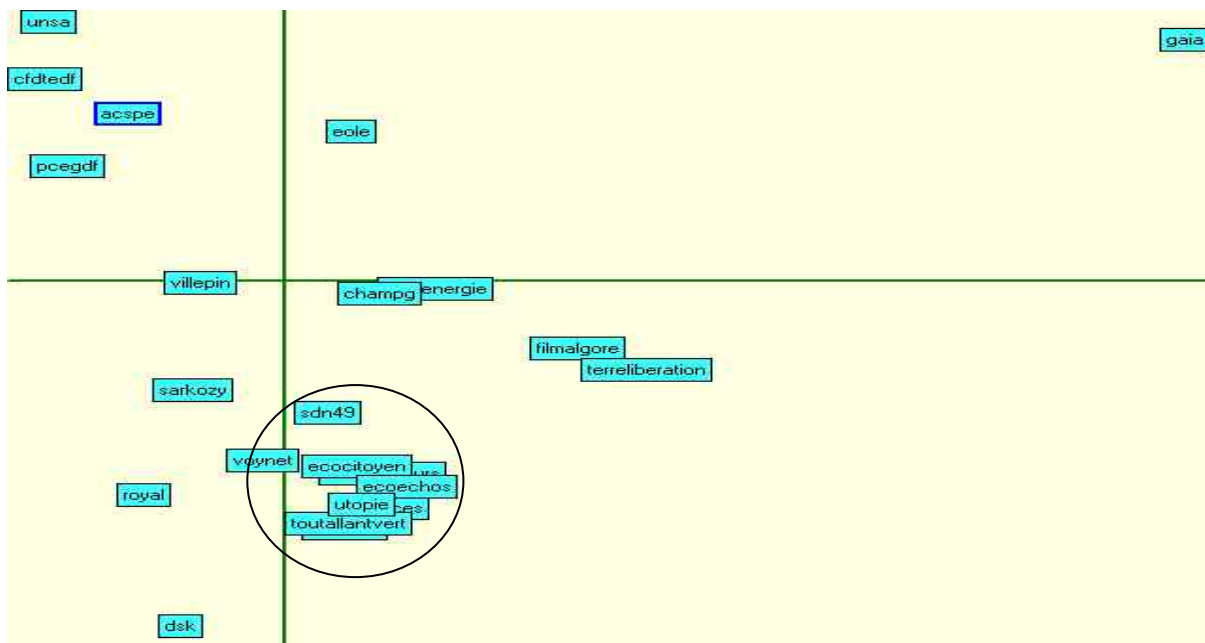 unsa
gaia
cfdtedf
acspe
eole
pcegdf
villepin
energie
champg
filmalgore
terreliberation
sarkozy
sdn49
voynet
ecocitoyen
ecoechos
royal
utopie
toutallantvert
dsk